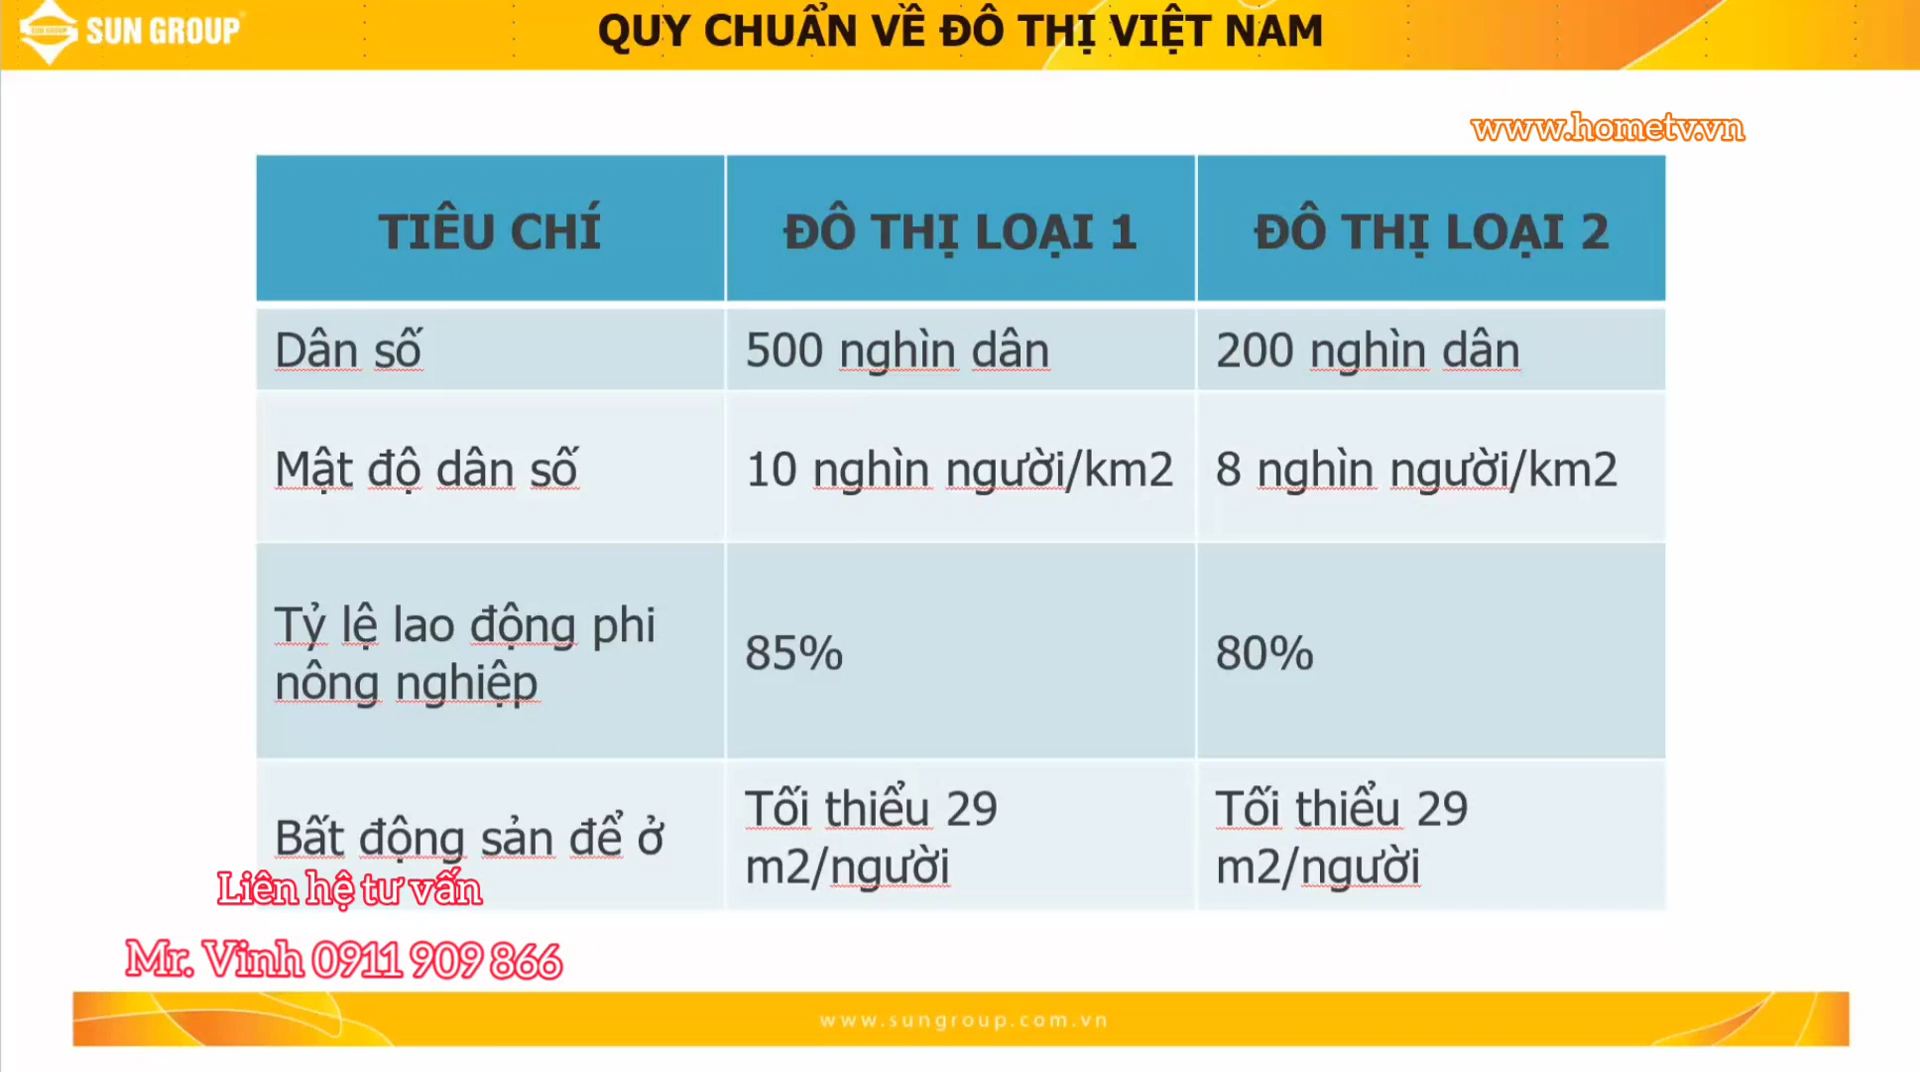 SUN GROUP
QUY CHUẨN VỀ ĐÔ THỊ VIỆT NAM
www.hometv.vn
TIÊU CHÍ
ĐÔ THỊ LOẠI 1
ĐÔ THỊ LOẠI 2
Dân số
500 nghìn dân
200 nghìn dân
Mật độ dân số
10 nghìn người/km2
8 nghìn người/km2
Tỷ lệ lao động phi
nông nghiệp
85%
80%
Bất động sản để ở
Tối thiểu 29
m2/người
Tối thiểu 29
m2/người
Liên hệ tư vấn
Mr. Vinh 0911 909 866
www.sungroup.com.vn